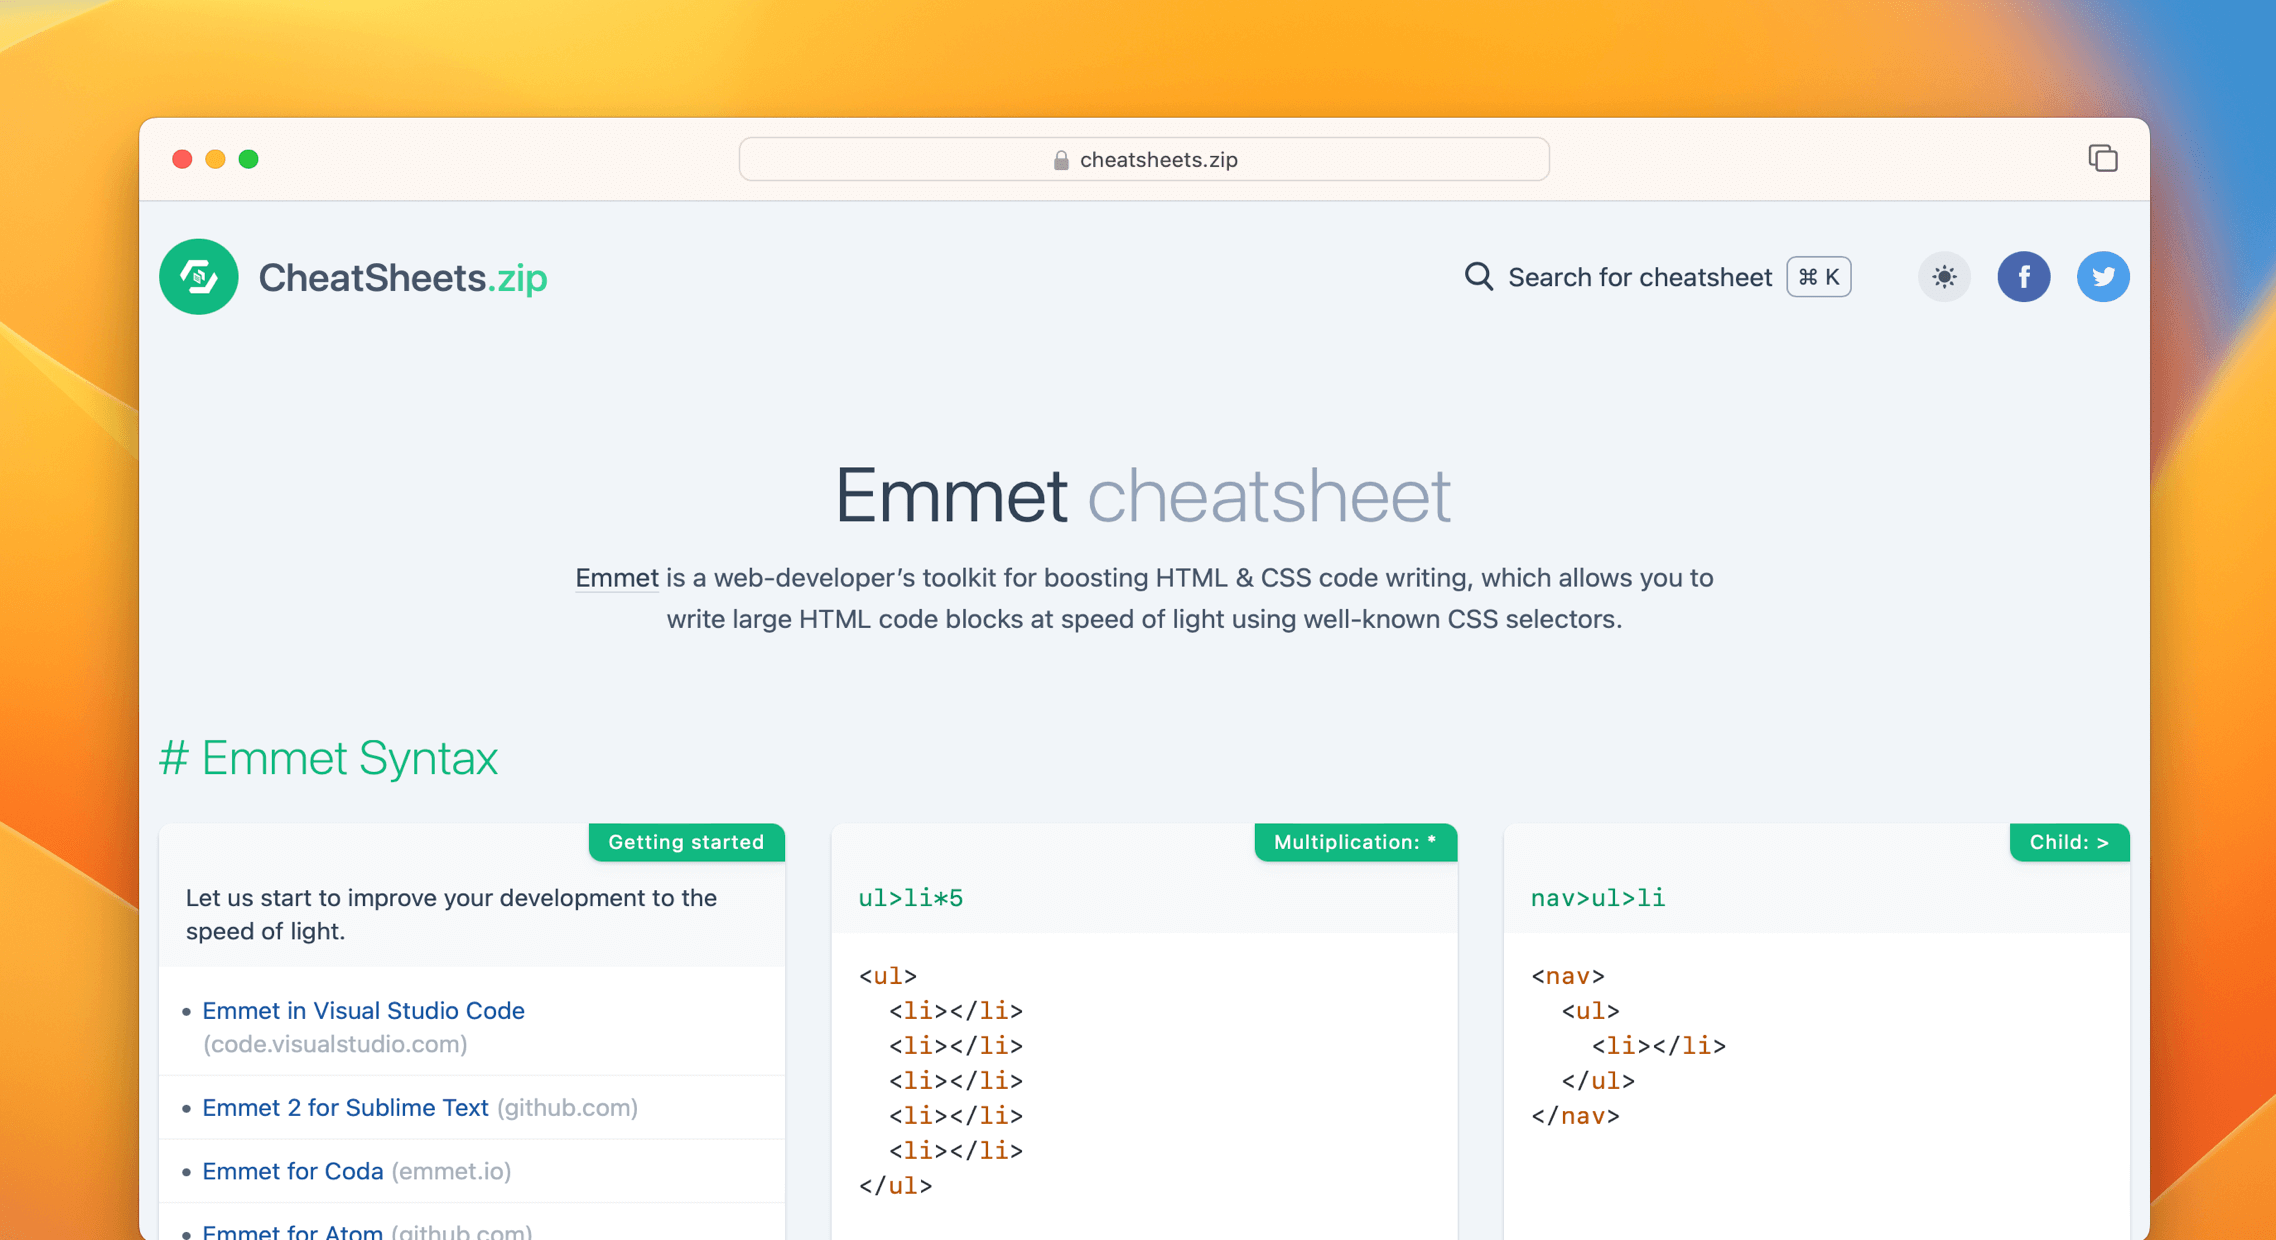 cheatsheets.zip
CheatSheets.zip
Search for cheatsheet ⌘ K
Emmet cheatsheet
Emmet is a web-developer’s toolkit for boosting HTML & CSS code writing, which allows you to
write large HTML code blocks at speed of light using well-known CSS selectors.
# Emmet Syntax
Getting started
Let us start to improve your development to the
speed of light.
• Emmet in Visual Studio Code
(code.visualstudio.com)
• Emmet 2 for Sublime Text (github.com)
• Emmet for Coda (emmet.io)
• Emmet for Atom (github.com)
Multiplication: *
ul>li*5
<ul>
  <li></li>
  <li></li>
  <li></li>
  <li></li>
  <li></li>
</ul>
Child: >
nav>ul>li
<nav>
  <ul>
    <li></li>
  </ul>
</nav>